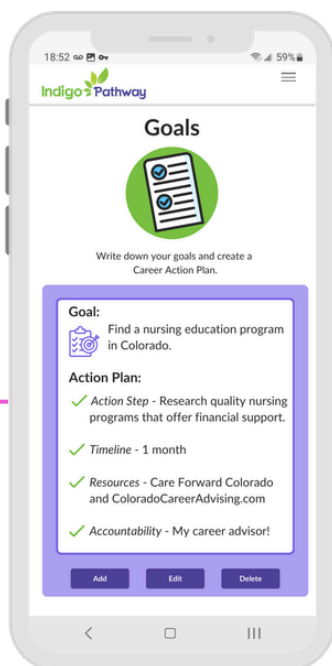 18:52
59%
Indigo Pathway
Goals
Write down your goals and create a
Career Action Plan.
Goal:
Find a nursing education program
in Colorado.
Action Plan:
Action Step - Research quality nursing
programs that offer financial support.
Timeline - 1 month
Resources - Care Forward Colorado
and ColoradoCareerAdvising.com
Accountability - My career advisor!
Add Edit Delete